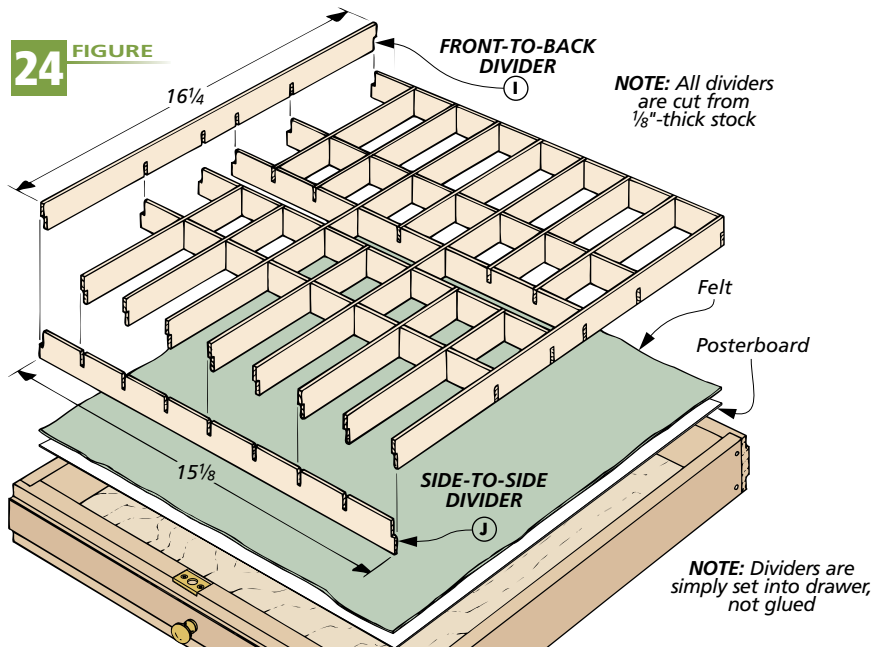 24 FIGURE
FRONT-TO-BACK
DIVIDER
I
NOTE: All dividers
are cut from
⅛"-thick stock
16¼
Felt
Posterboard
15⅛
SIDE-TO-SIDE
DIVIDER
J
NOTE: Dividers are
simply set into drawer,
not glued